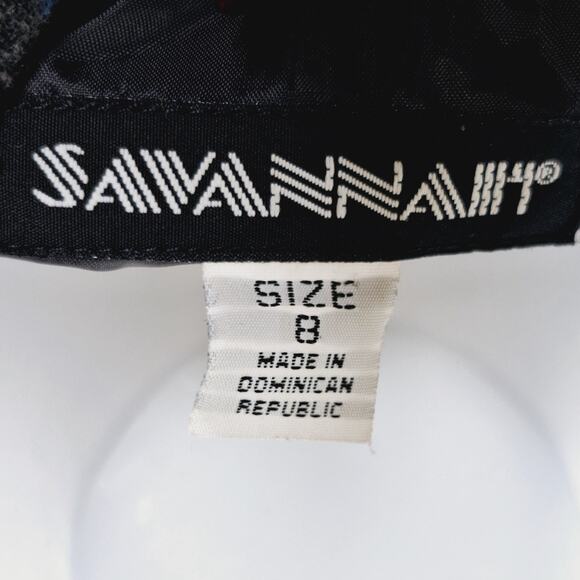 SAVANNAH®
SIZE
8
MADE IN
DOMINICAN
REPUBLIC